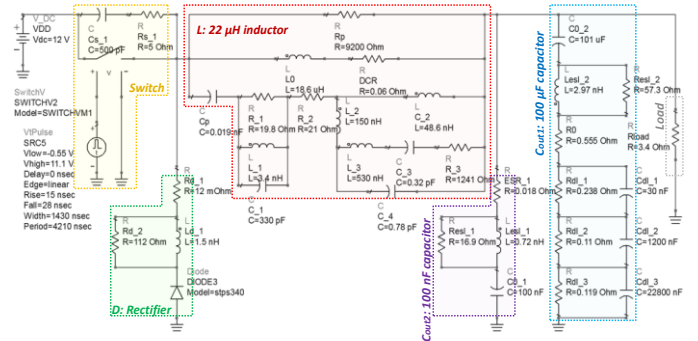 V_DC
VDD
Vdc=12 V
C
Cs_1
C=500 pF
R
Rs_1
R=5 Ohm
Switch
SwitchV
SWITCHV2
Model=SWITCHVM1
v
VtPulse
SRC5
Vlow=-0.55 V
Vhigh=11.1 V
Delay=0 nsec
Edge=linear
Rise=15 nsec
Fall=28 nsec
Width=1430 nsec
Period=4210 nsec
L: 22 µH inductor
R
Rp
R=9200 Ohm
L
L0
L=18.6 uH
R
DCR
R=0.06 Ohm
C
Cp
C=0.019 nF
R
R_1
R=19.8 Ohm
R
R_2
R=21 Ohm
L
L_1
L=3.4 nH
C
C_1
C=330 pF
L
L_2
L=150 nH
L
C_2
L=48.6 nH
L
L_3
L=530 nH
C
C_3
C=0.32 pF
R
R_3
R=1241 Ohm
C
C_4
C=0.78 pF
R
R=12 mOhm
R
Rd_2
R=112 Ohm
L
Ld_1
L=1.5 nH
Diode
DIODE3
Model=stps340
D: Rectifier
R
ESR_1
R=0.018 Ohm
R
Resl_1
R=16.9 Ohm
L
Lesl_1
L=0.72 nH
C
C0_1
C=100 nF
Cout2: 100 nF capacitor
Cout1: 100 µF capacitor
C
C0_2
C=101 uF
L
Lesl_2
L=2.97 nH
R
Resl_2
R=57.3 Ohm
R
R0
R=0.555 Ohm
R
Rload
R=3.4 Ohm
Load
R
Rdl_1
R=0.238 Ohm
C
Cdl_1
C=30 nF
R
Rdl_2
R=0.11 Ohm
C
Cdl_2
C=1200 nF
R
Rdl_3
R=0.119 Ohm
C
Cdl_3
C=22800 nF